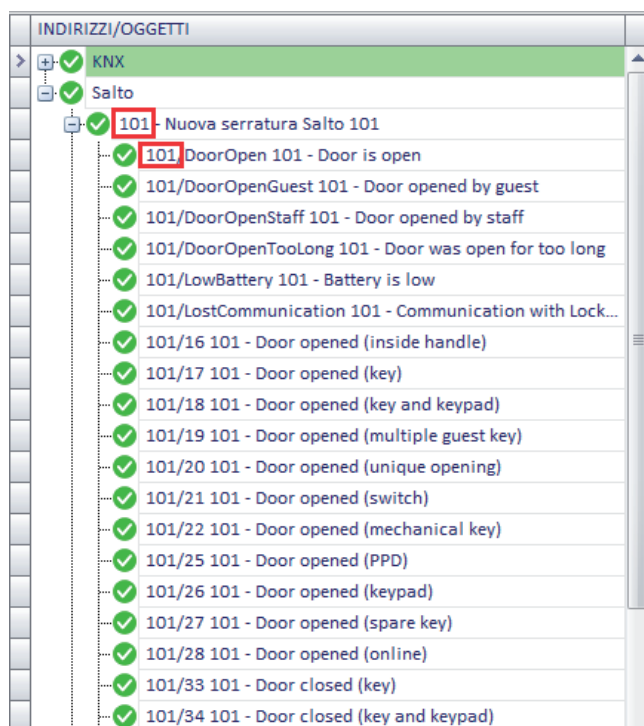 INDIRIZZI/OGGETTI
KNX
Salto
101 - Nuova serratura Salto 101
101/DoorOpen 101 - Door is open
101/DoorOpenGuest 101 - Door opened by guest
101/DoorOpenStaff 101 - Door opened by staff
101/DoorOpenTooLong 101 - Door was open for too long
101/LowBattery 101 - Battery is low
101/LostCommunication 101 - Communication with Lock...
101/16 101 - Door opened (inside handle)
101/17 101 - Door opened (key)
101/18 101 - Door opened (key and keypad)
101/19 101 - Door opened (multiple guest key)
101/20 101 - Door opened (unique opening)
101/21 101 - Door opened (switch)
101/22 101 - Door opened (mechanical key)
101/25 101 - Door opened (PPD)
101/26 101 - Door opened (keypad)
101/27 101 - Door opened (spare key)
101/28 101 - Door opened (online)
101/33 101 - Door closed (key)
101/34 101 - Door closed (key and keypad)